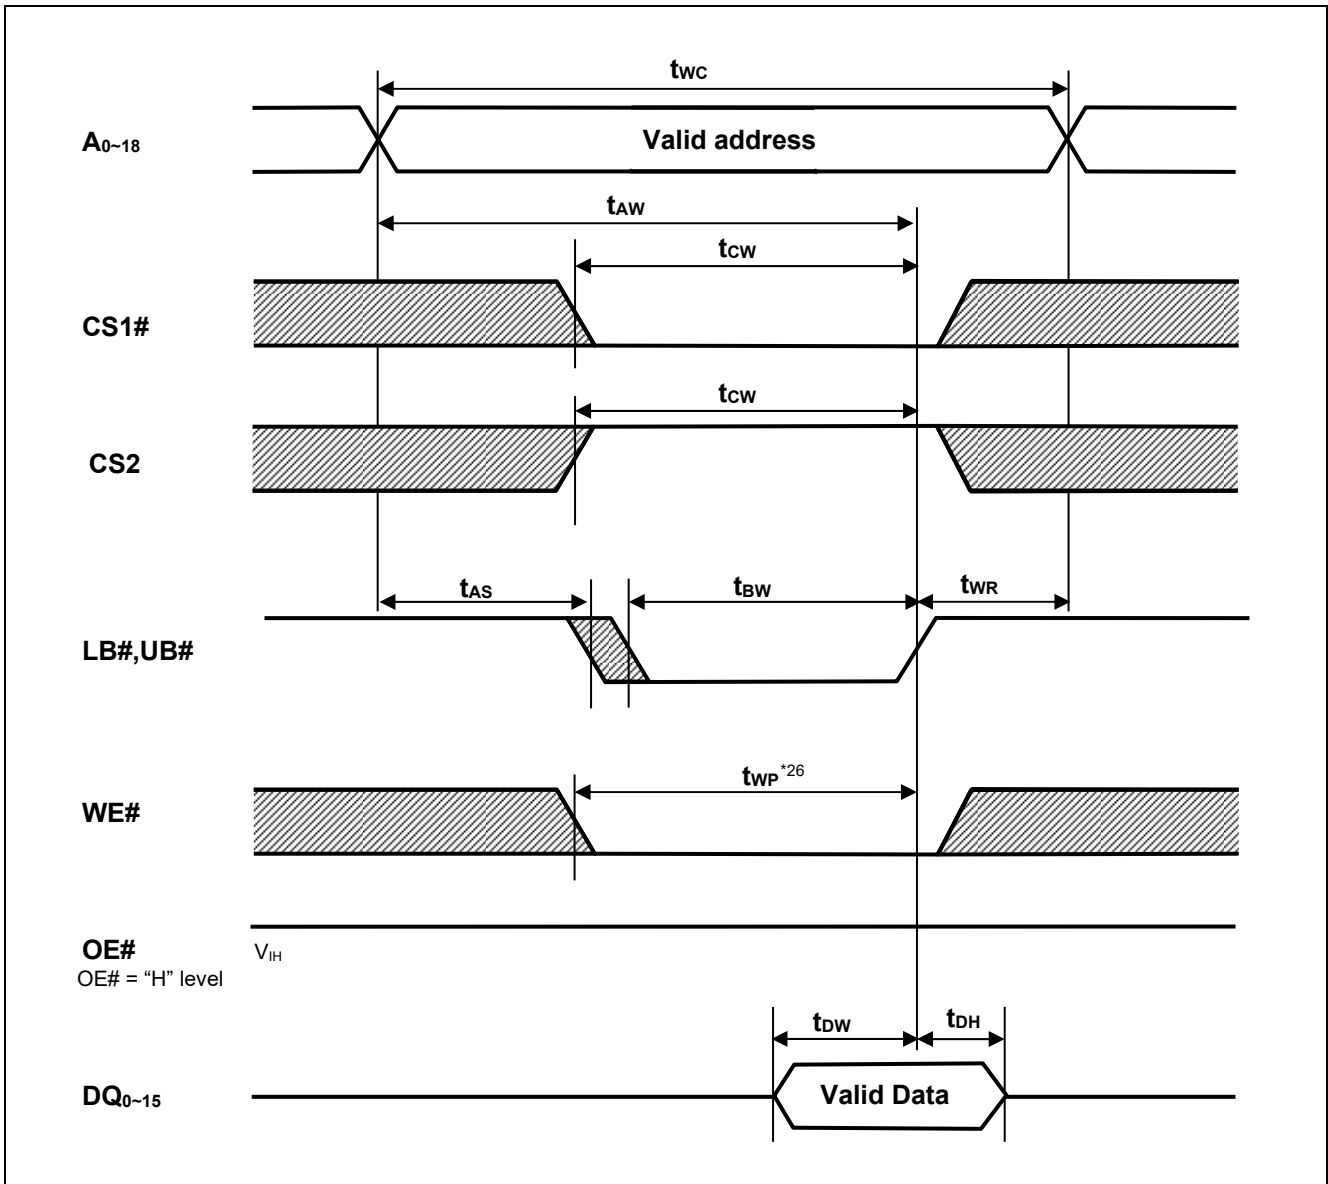 tWC
A0~18
Valid address
tAW
tCW
CS1#
tCW
CS2
tAS
tBW
tWR
LB#,UB#
tWP*26
WE#
OE#
VIH
OE# = “H” level
tDW
tDH
DQ0~15
Valid Data